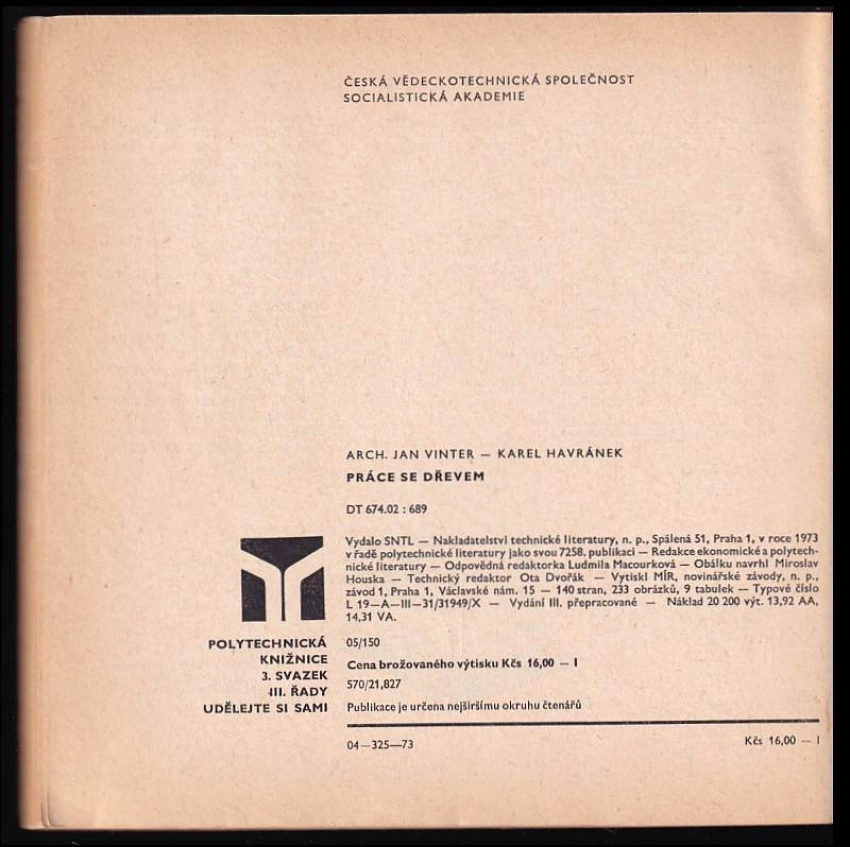 ČESKÁ VĚDECKOTECHNICKÁ SPOLEČNOST
SOCIALISTICKÁ AKADEMIE
ARCH. JAN VINTER — KAREL HAVRÁNEK
PRÁCE SE DŘEVEM
DT 674.02 : 689
Vydalo SNTL — Nakladatelství technické literatury, n. p., Spálená 51, Praha 1, v roce 1973
v řadě polytechnické literatury jako svou 7258. publikaci — Redakce ekonomické a polytech-
nické literatury — Odpovědná redaktorka Ludmila Macourková — Obálku navrhl Miroslav
Houska — Technický redaktor Ota Dvořák — Vytiskl MÍR, novinářské závody, n. p.,
závod 1, Praha 1, Václavské nám. 15 — 140 stran, 233 obrázků, 9 tabulek — Typové číslo
L 19—A—III—31/31949/X — Vydání III. přepracované — Náklad 20 200 výt. 13,92 AA,
14,31 VA.
POLYTECHNICKÁ
KNIŽNICE
3. SVAZEK
III. ŘADY
UDĚLEJTE SI SAMI
05/150
Cena brožovaného výtisku Kčs 16,00 — I
570/21,827
Publikace je určena nejširšímu okruhu čtenářů
04—325—73
Kčs 16,00 — I